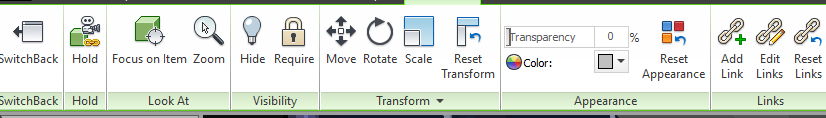 SwitchBack
Hold
Focus on Item
Zoom
Hide
Require
Move
Rotate
Scale
Reset
Transform
Transparency 0 %
Color:
Reset
Appearance
Add
Link
Edit
Links
Reset
Links
SwitchBack
Hold
Look At
Visibility
Transform
Appearance
Links